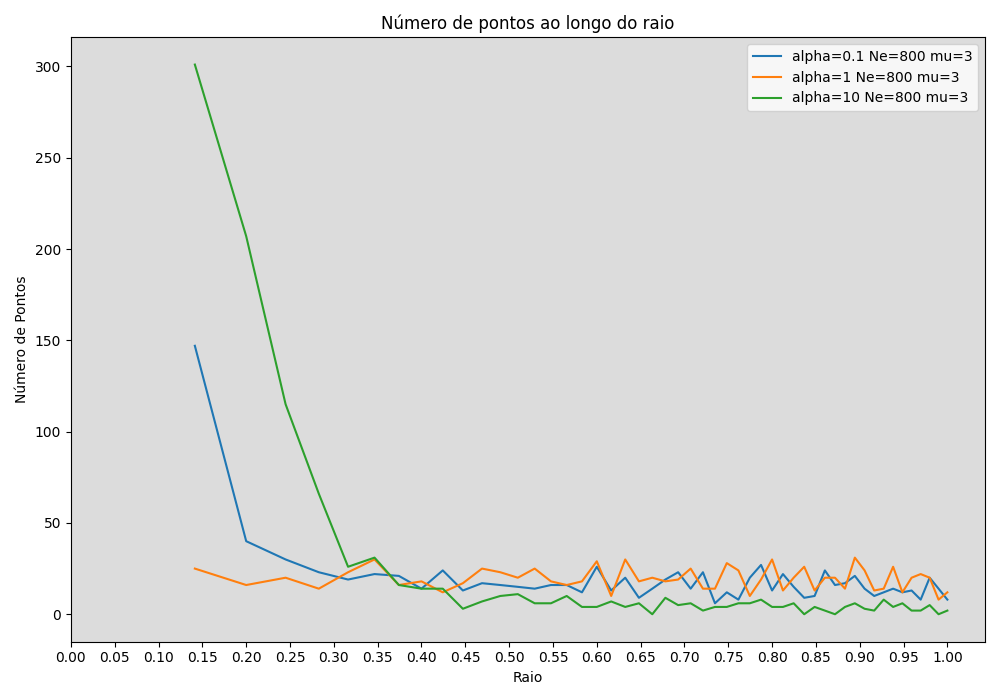 Número de pontos ao longo do raio
alpha=0.1 Ne=800 mu=3
alpha=1 Ne=800 mu=3
alpha=10 Ne=800 mu=3
Número de Pontos
300
250
200
150
100
50
0
0.00 0.05 0.10 0.15 0.20 0.25 0.30 0.35 0.40 0.45 0.50 0.55 0.60 0.65 0.70 0.75 0.80 0.85 0.90 0.95 1.00
Raio